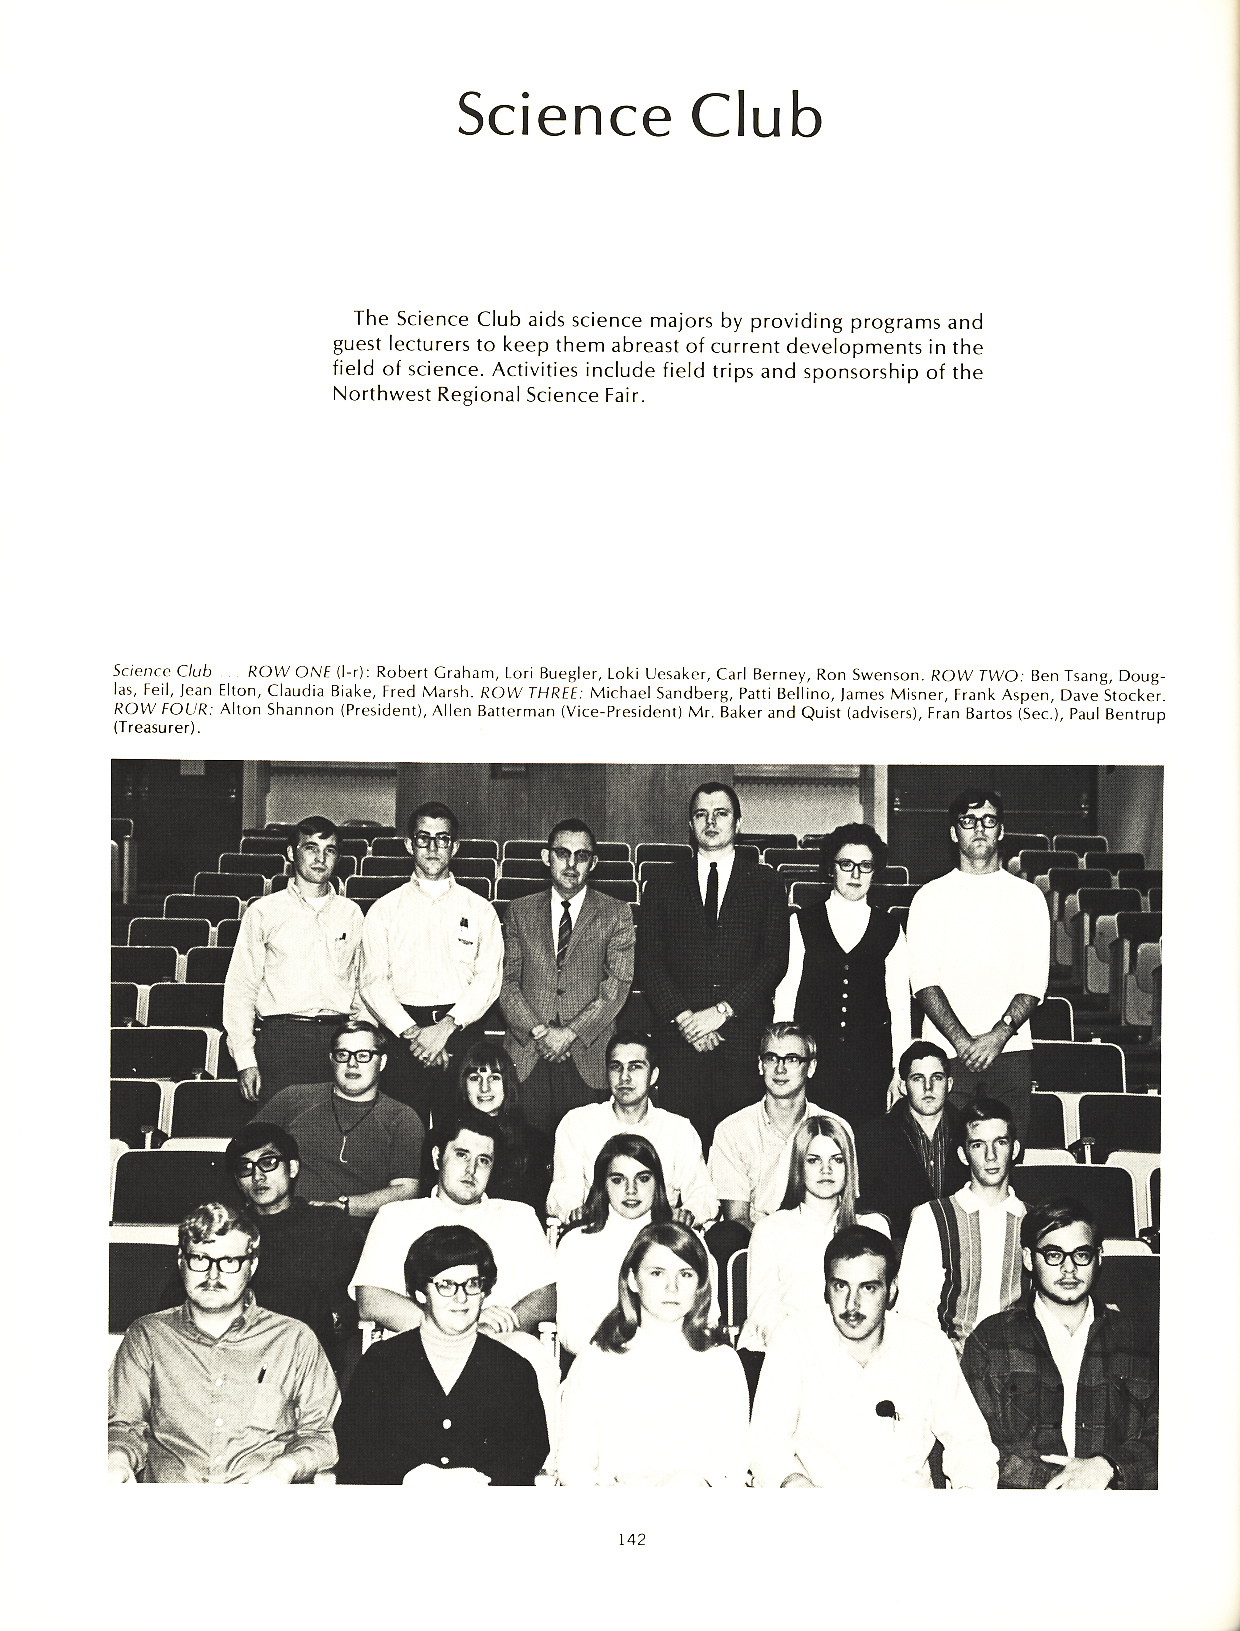 Science Club
The Science Club aids science majors by providing programs and
guest lecturers to keep them abreast of current developments in the
field of science. Activities include field trips and sponsorship of the
Northwest Regional Science Fair.
Science Club ... ROW ONE (l-r): Robert Graham, Lori Buegler, Loki Uesaker, Carl Berney, Ron Swenson. ROW TWO: Ben Tsang, Doug-
las, Feil, Jean Elton, Claudia Biake, Fred Marsh. ROW THREE: Michael Sandberg, Patti Bellino, James Misner, Frank Aspen, Dave Stocker.
ROW FOUR: Alton Shannon (President), Allen Batterman (Vice-President) Mr. Baker and Quist (advisers), Fran Bartos (Sec.), Paul Bentrup
(Treasurer).
142